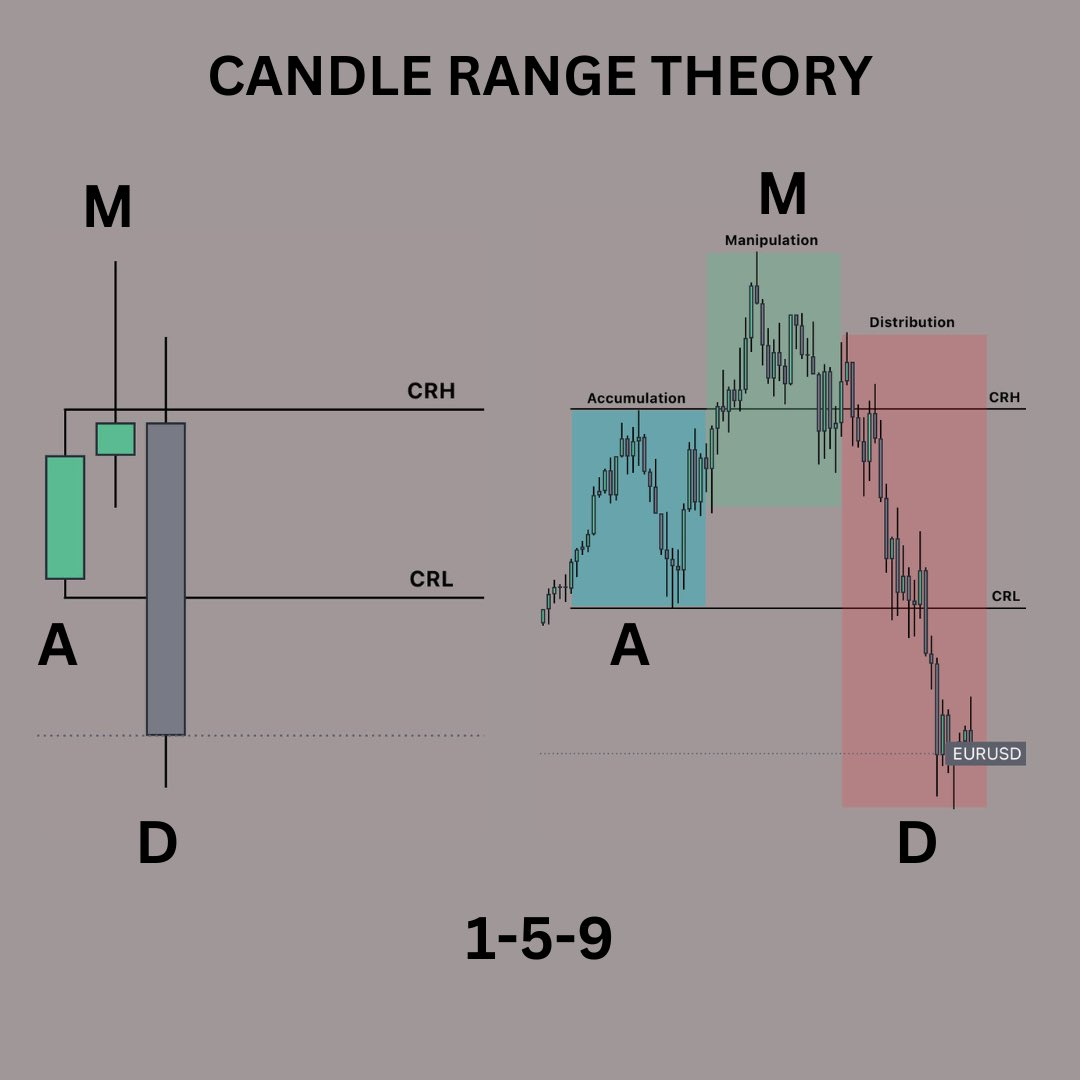 CANDLE RANGE THEORY
M
CRH
CRL
A
D
M
Manipulation
Distribution
Accumulation
CRH
CRL
A
EURUSD
D
1-5-9